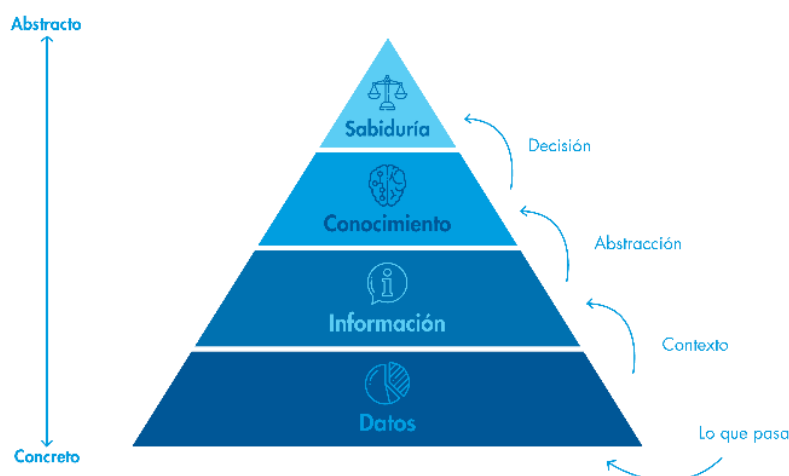 Abstracto
Sabiduría
Decisión
Conocimiento
Abstracción
i
Información
Contexto
Datos
Lo que pasa
Concreto